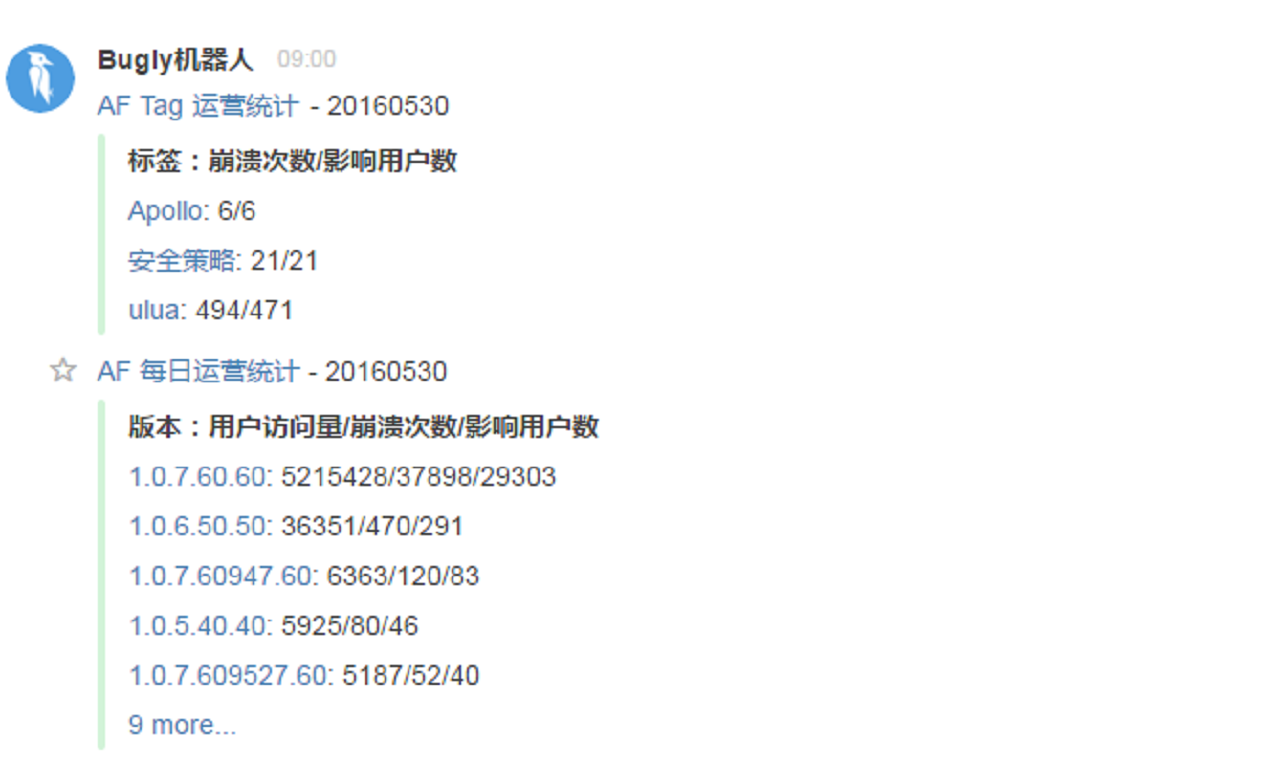 Bugly机器人 09:00
AF Tag 运营统计 - 20160530
标签：崩溃次数/影响用户数
Apollo: 6/6
安全策略: 21/21
ulua: 494/471
AF 每日运营统计 - 20160530
版本：用户访问量/崩溃次数/影响用户数
1.0.7.60.60: 5215428/37898/29303
1.0.6.50.50: 36351/470/291
1.0.7.60947.60: 6363/120/83
1.0.5.40.40: 5925/80/46
1.0.7.609527.60: 5187/52/40
9 more...